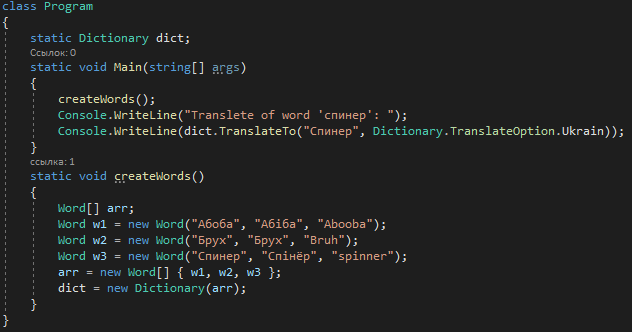 class Program
{
static Dictionary dict;
Ссылок: 0
static void Main(string[] args)
{
createWords();
Console.WriteLine("Translete of word 'спинер': ");
Console.WriteLine(dict.TranslateTo("Спинер", Dictionary.TranslateOption.Ukrain));
}
ссылка: 1
static void createWords()
{
Word[] arr;
Word w1 = new Word("Абоба", "Абіба", "Abooba");
Word w2 = new Word("Брух", "Брух", "Bruh");
Word w3 = new Word("Спинер", "Спінёр", "spinner");
arr = new Word[] { w1, w2, w3 };
dict = new Dictionary(arr);
}
}